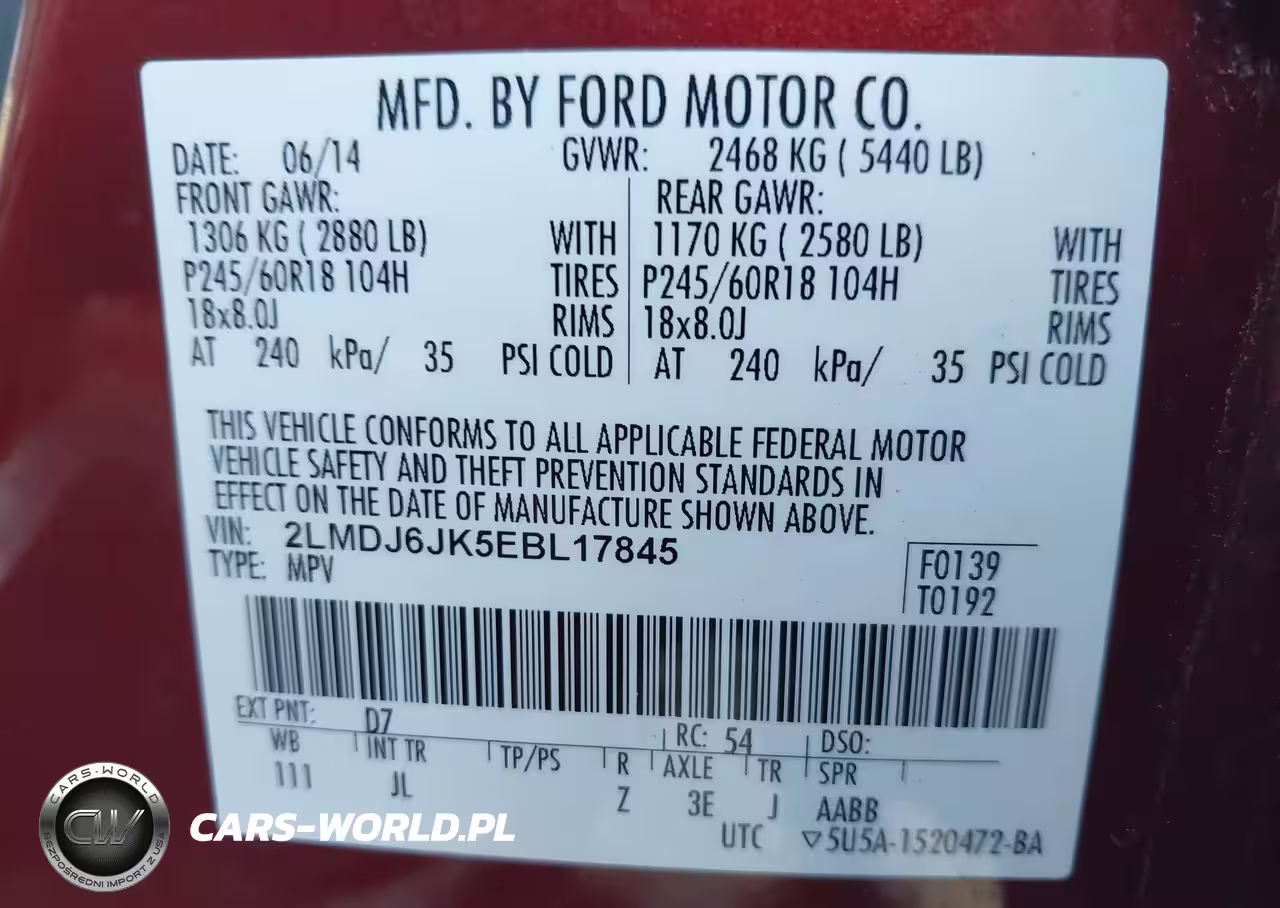 MFD. BY FORD MOTOR CO.
DATE: 06/14 GVWR: 2468 KG ( 5440 LB)
FRONT GAWR: REAR GAWR:
1306 KG ( 2880 LB) WITH 1170 KG ( 2580 LB) WITH
P245/60R18 104H TIRES P245/60R18 104H TIRES
18x8.0J RIMS 18x8.0J RIMS
AT 240 kPa/ 35 PSI COLD AT 240 kPa/ 35 PSI COLD
THIS VEHICLE CONFORMS TO ALL APPLICABLE FEDERAL MOTOR
VEHICLE SAFETY AND THEFT PREVENTION STANDARDS IN
EFFECT ON THE DATE OF MANUFACTURE SHOWN ABOVE.
VIN: 2LMDJ6JK5EBL17845
TYPE: MPV
F0139
T0192
EXT PNT: D7 RC: 54 DSO:
WB INT TR TP/PS R AXLE TR SPR
111 JL Z 3E J AABB
UTC ▽5U5A-1520472-BA
CARS-WORLD
CW
BEZPOŚREDNI IMPORT Z USA
CARS-WORLD.PL